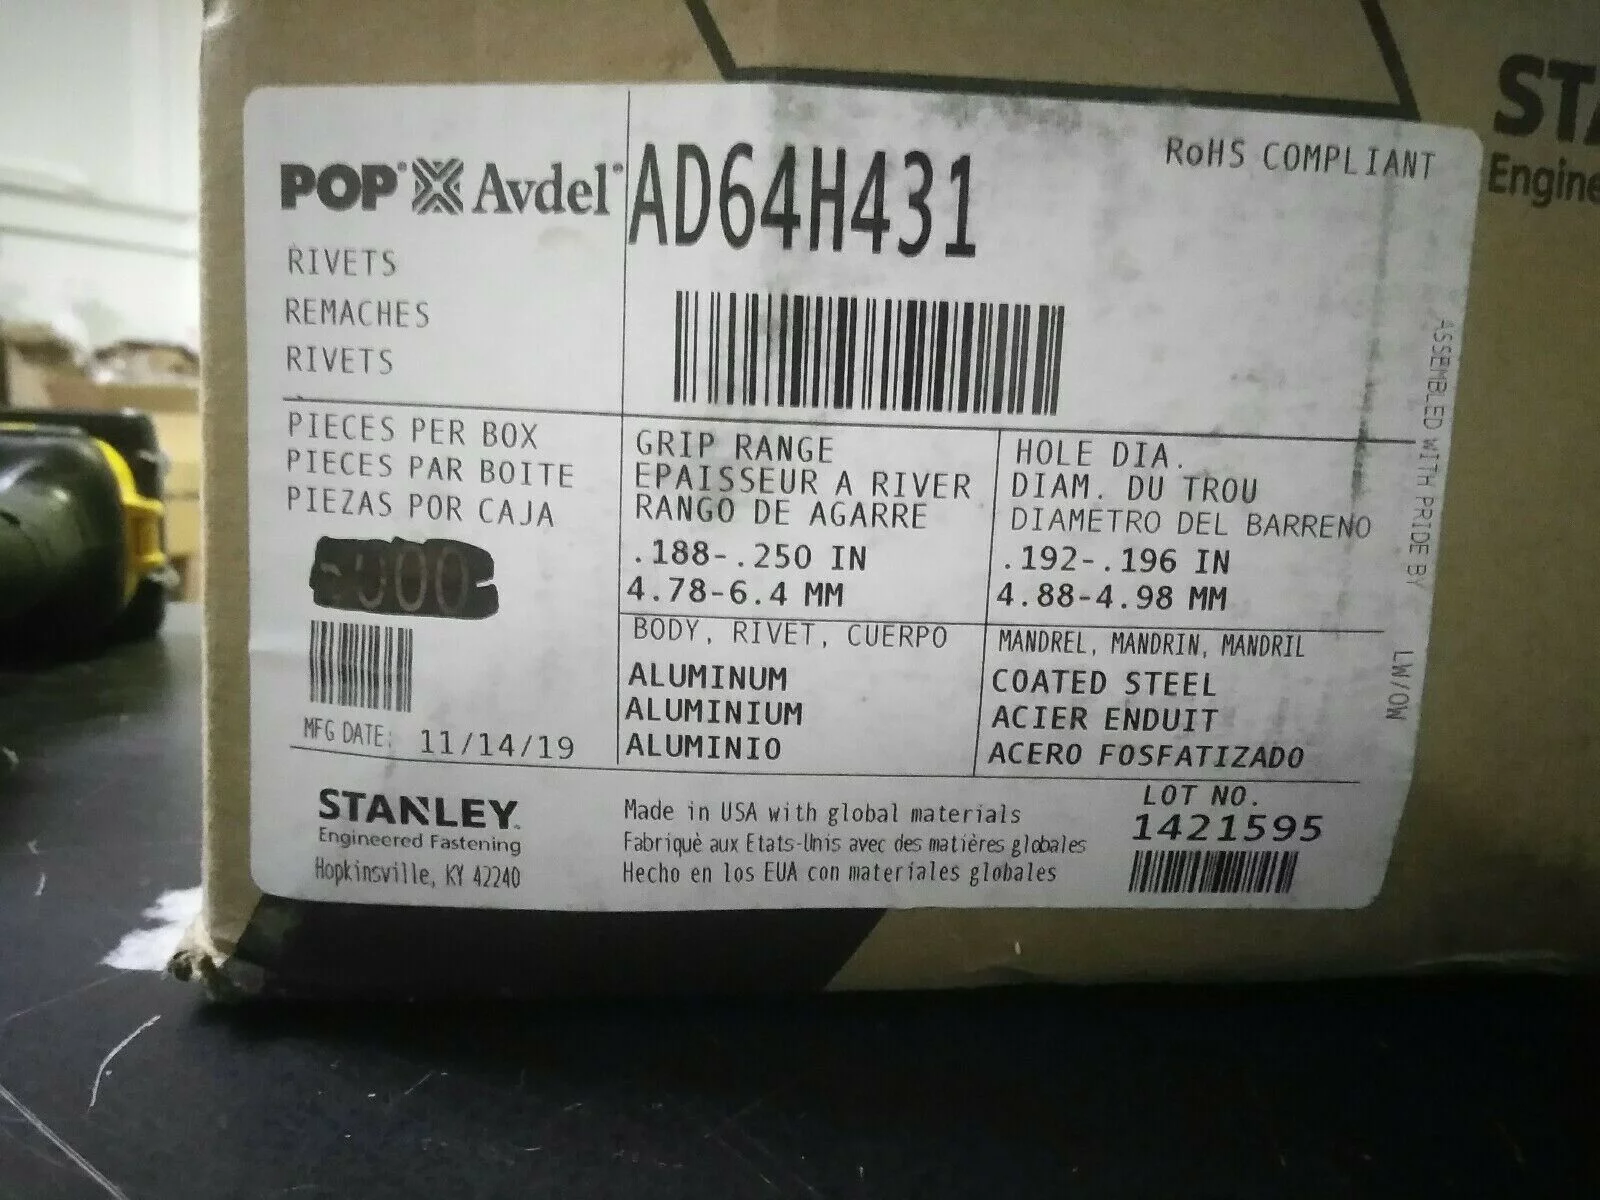 POP Avdel
AD64H431
RoHS COMPLIANT
RIVETS
REMACHES
RIVETS
PIECES PER BOX
PIECES PAR BOITE
PIEZAS POR CAJA
MFG DATE: 11/14/19
GRIP RANGE
EPAISSEUR A RIVER
RANGO DE AGARRE
.188-.250 IN
4.78-6.4 MM
HOLE DIA.
DIAM. DU TROU
DIAMETRO DEL BARRENO
.192-.196 IN
4.88-4.98 MM
BODY, RIVET, CUERPO
ALUMINUM
ALUMINIUM
ALUMINIO
MANDREL, MANDRIN, MANDRIL
COATED STEEL
ACIER ENDUIT
ACERO FOSFATIZADO
ASSEMBLED WITH PRIDE BY LW/OW
STANLEY
Engineered Fastening
Hopkinsville, KY 42240
Made in USA with global materials
Fabriquè aux Etats-Unis avec des matières globales
Hecho en los EUA con materiales globales
LOT NO.
1421595